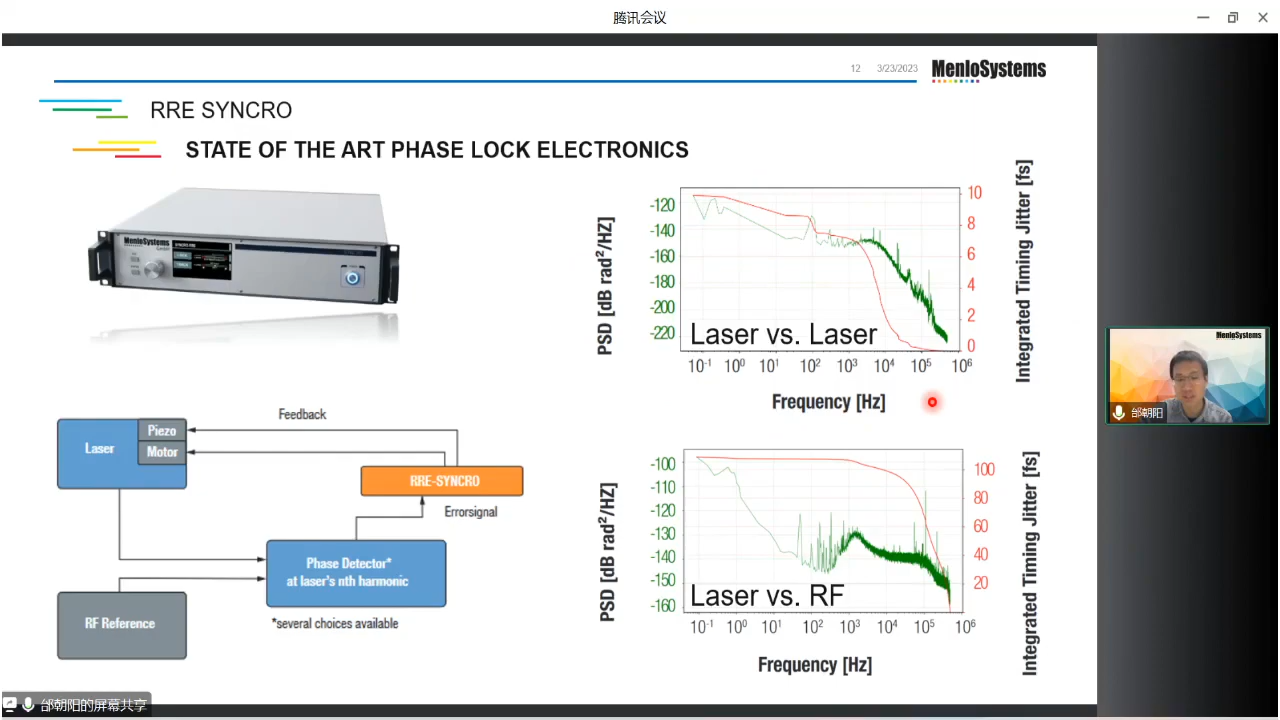 腾讯会议
12 3/23/2023 MenloSystems
RRE SYNCRO
STATE OF THE ART PHASE LOCK ELECTRONICS
MenloSystems
PSD [dB rad²/HZ]
-120
-140
-160
-180
-200
-220
10
8
6
4
2
0
Integrated Timing Jitter [fs]
Laser vs. Laser
10⁻¹ 10⁰ 10¹ 10² 10³ 10⁴ 10⁵ 10⁶
Frequency [Hz]
MenloSystems
邰朝阳
Feedback
Laser
Piezo
Motor
RRE-SYNCRO
Errorsignal
Phase Detector*
at laser's nth harmonic
RF Reference
*several choices available
PSD [dB rad²/HZ]
-100
-110
-120
-130
-140
-150
-160
100
80
60
40
20
Integrated Timing Jitter [fs]
Laser vs. RF
10⁻¹ 10⁰ 10¹ 10² 10³ 10⁴ 10⁵ 10⁶
Frequency [Hz]
邰朝阳的屏幕共享